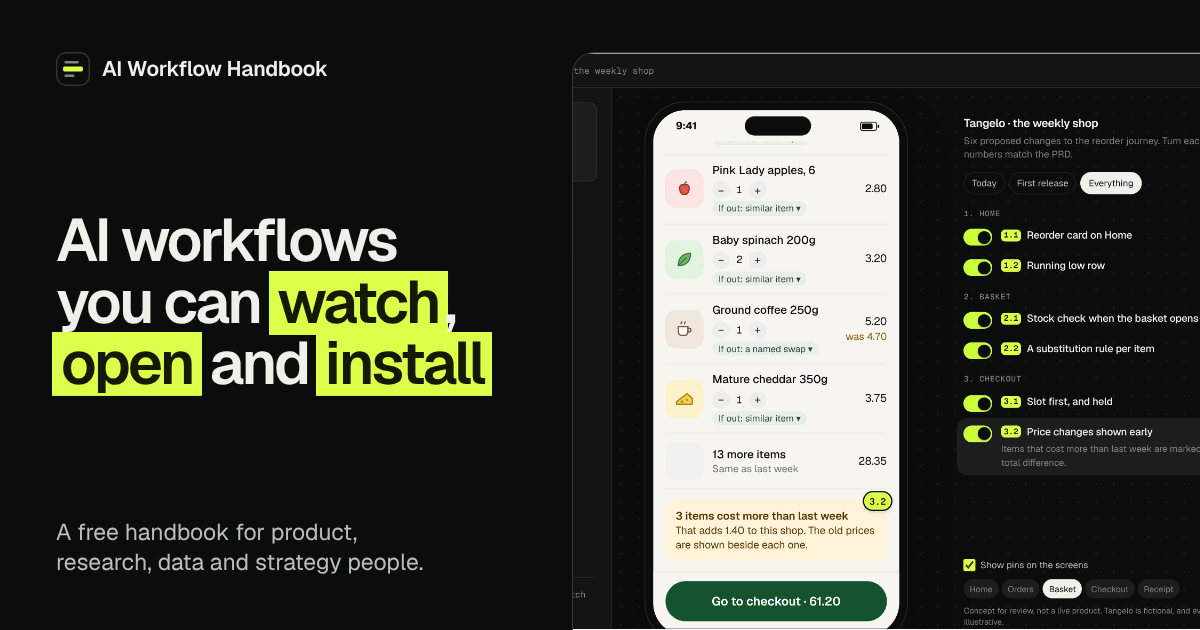 AI Workflow Handbook
AI workflows
you can watch,
open and install
A free handbook for product,
research, data and strategy people.
the weekly shop
9:41
Pink Lady apples, 6
− 1 +
2.80
If out: similar item ▾
Baby spinach 200g
− 2 +
3.20
If out: similar item ▾
Ground coffee 250g
− 1 +
5.20
was 4.70
If out: a named swap ▾
Mature cheddar 350g
− 1 +
3.75
If out: similar item ▾
13 more items
Same as last week
28.35
3.2
3 items cost more than last week
That adds 1.40 to this shop. The old prices
are shown beside each one.
Go to checkout · 61.20
Tangelo · the weekly shop
Six proposed changes to the reorder journey. Turn eac
numbers match the PRD.
Today First release Everything
1. HOME
1.1 Reorder card on Home
1.2 Running low row
2. BASKET
2.1 Stock check when the basket opens
2.2 A substitution rule per item
3. CHECKOUT
3.1 Slot first, and held
3.2 Price changes shown early
Items that cost more than last week are marked
total difference.
Show pins on the screens
Home Orders Basket Checkout Receipt
Concept for review, not a live product. Tangelo is fictional, and ev
illustrative.